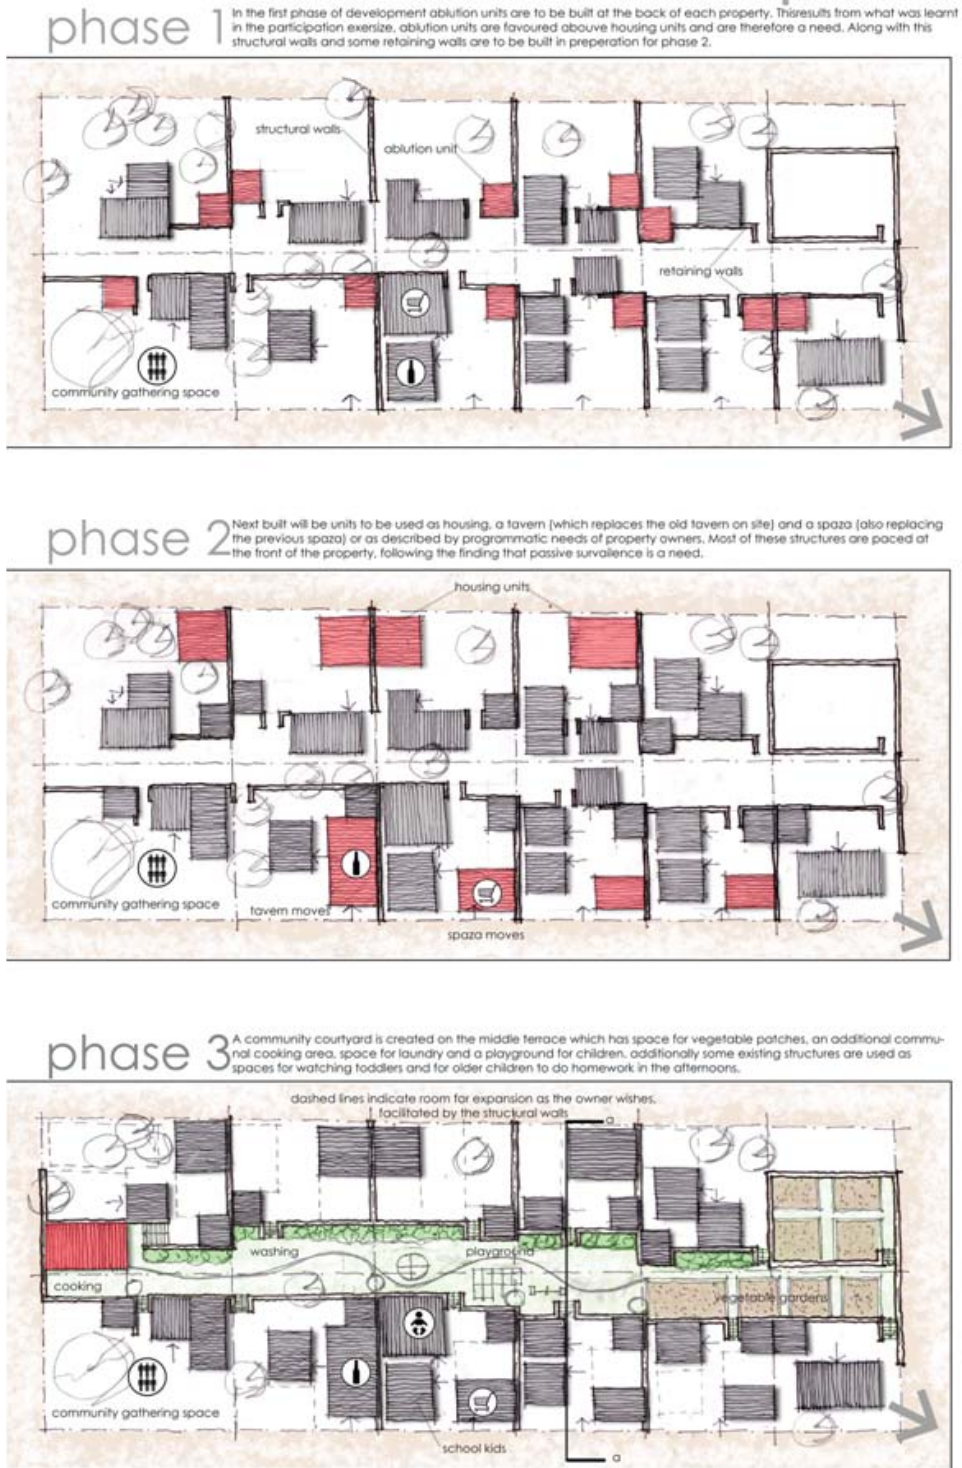 phase 1
In the first phase of development ablution units are to be built at the back of each property. Thisresults from what was learnt
in the participation exersize, ablution units are favoured abouve housing units and are therefore a need. Along with this
structural walls and some retaining walls are to be built in preperation for phase 2.
structural walls
ablution unit
retaining walls
community gathering space
phase 2
Next built will be units to be used as housing, a tavern (which replaces the old tavern on site) and a spaza (also replacing
the previous spaza) or as described by programmatic needs of property owners. Most of these structures are paced at
the front of the property, following the finding that passive survailence is a need.
housing units
community gathering space
tavern moves
spaza moves
phase 3
A community courtyard is created on the middle terrace which has space for vegetable patches, an additional commu-
nal cooking area, space for laundry and a playground for children. additionally some existing structures are used as
spaces for watching toddlers and for older children to do homework in the afternoons.
dashed lines indicate room for expansion as the owner wishes,
facilitated by the structural walls
a
washing
playground
cooking
vegetable gardens
community gathering space
school kids
a